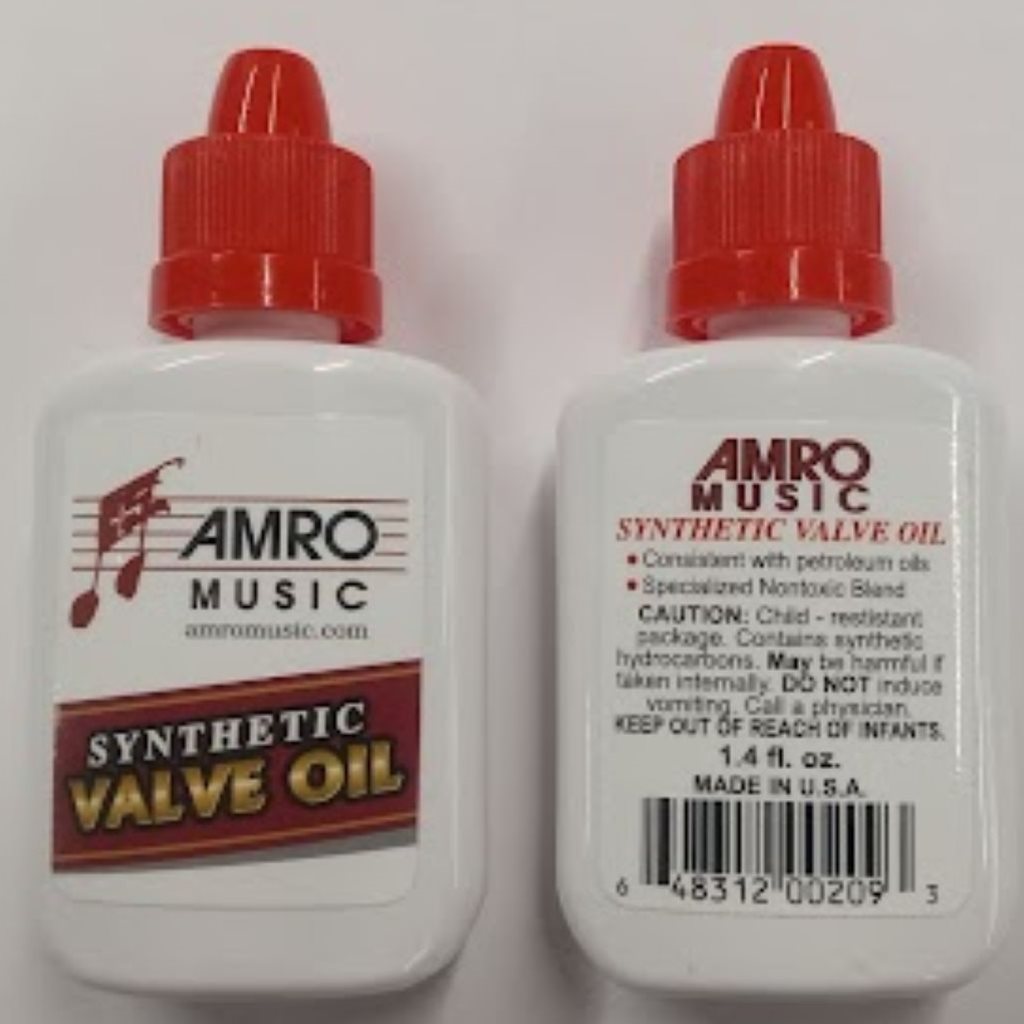 AMRO
MUSIC
amromusic.com
SYNTHETIC
VALVE OIL
AMRO
MUSIC
SYNTHETIC VALVE OIL
• Consistent with petroleum oils
• Specialized Nontoxic Blend
CAUTION: Child - restistant
package. Contains synthetic
hydrocarbons. May be harmful if
taken internally. DO NOT induce
vomiting. Call a physician.
KEEP OUT OF REACH OF INFANTS.
1.4 fl. oz.
MADE IN U.S.A.
6 48312 00209 3